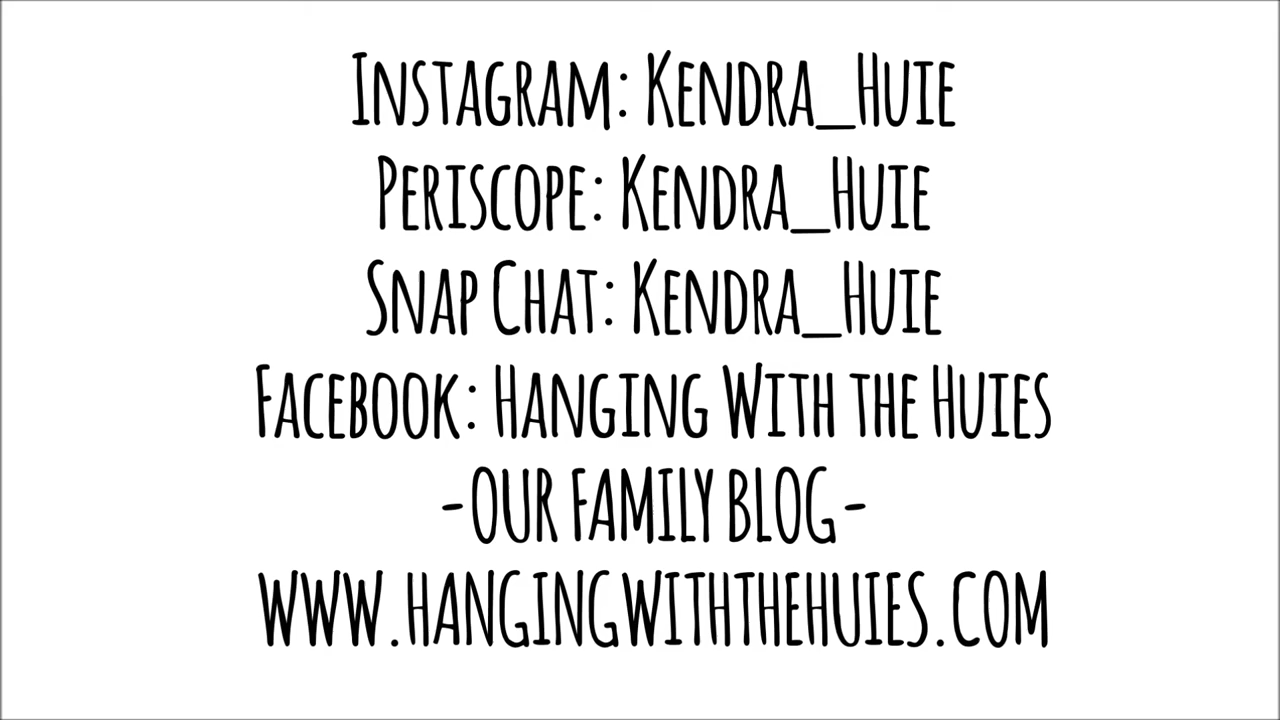 Instagram: Kendra_Huie
Periscope: Kendra_Huie
Snap Chat: Kendra_Huie
Facebook: Hanging With the Huies
-OUR FAMILY BLOG-
WWW.HANGINGWITHTHEHUIES.COM